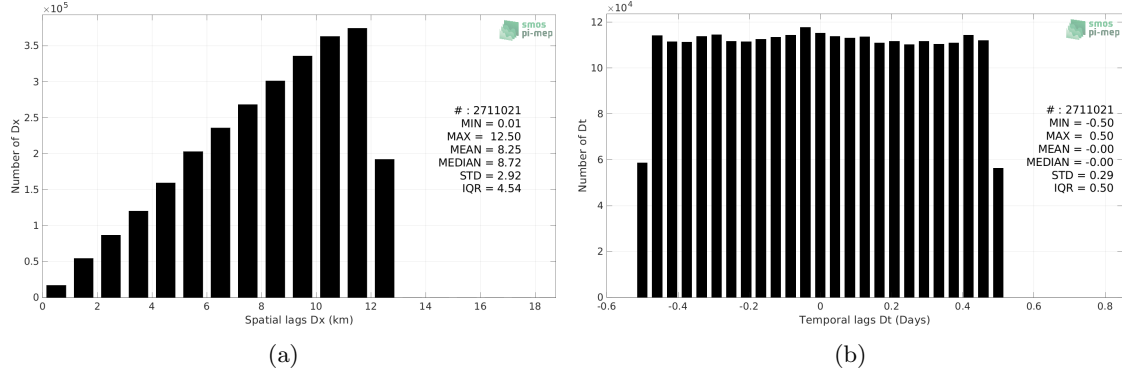 ×10⁵
3.5
3
2.5
2
1.5
1
0.5
0
0 2 4 6 8 10 12 14 16 18
Number of Dx
Spatial lags Dx (km)
smos
pi-mep
# : 2711021
MIN = 0.01
MAX = 12.50
MEAN = 8.25
MEDIAN = 8.72
STD = 2.92
IQR = 4.54
(a)
×10⁴
12
10
8
6
4
2
0
-0.6 -0.4 -0.2 0 0.2 0.4 0.6 0.8
Number of Dt
Temporal lags Dt (Days)
smos
pi-mep
# : 2711021
MIN = -0.50
MAX = 0.50
MEAN = -0.00
MEDIAN = -0.00
STD = 0.29
IQR = 0.50
(b)